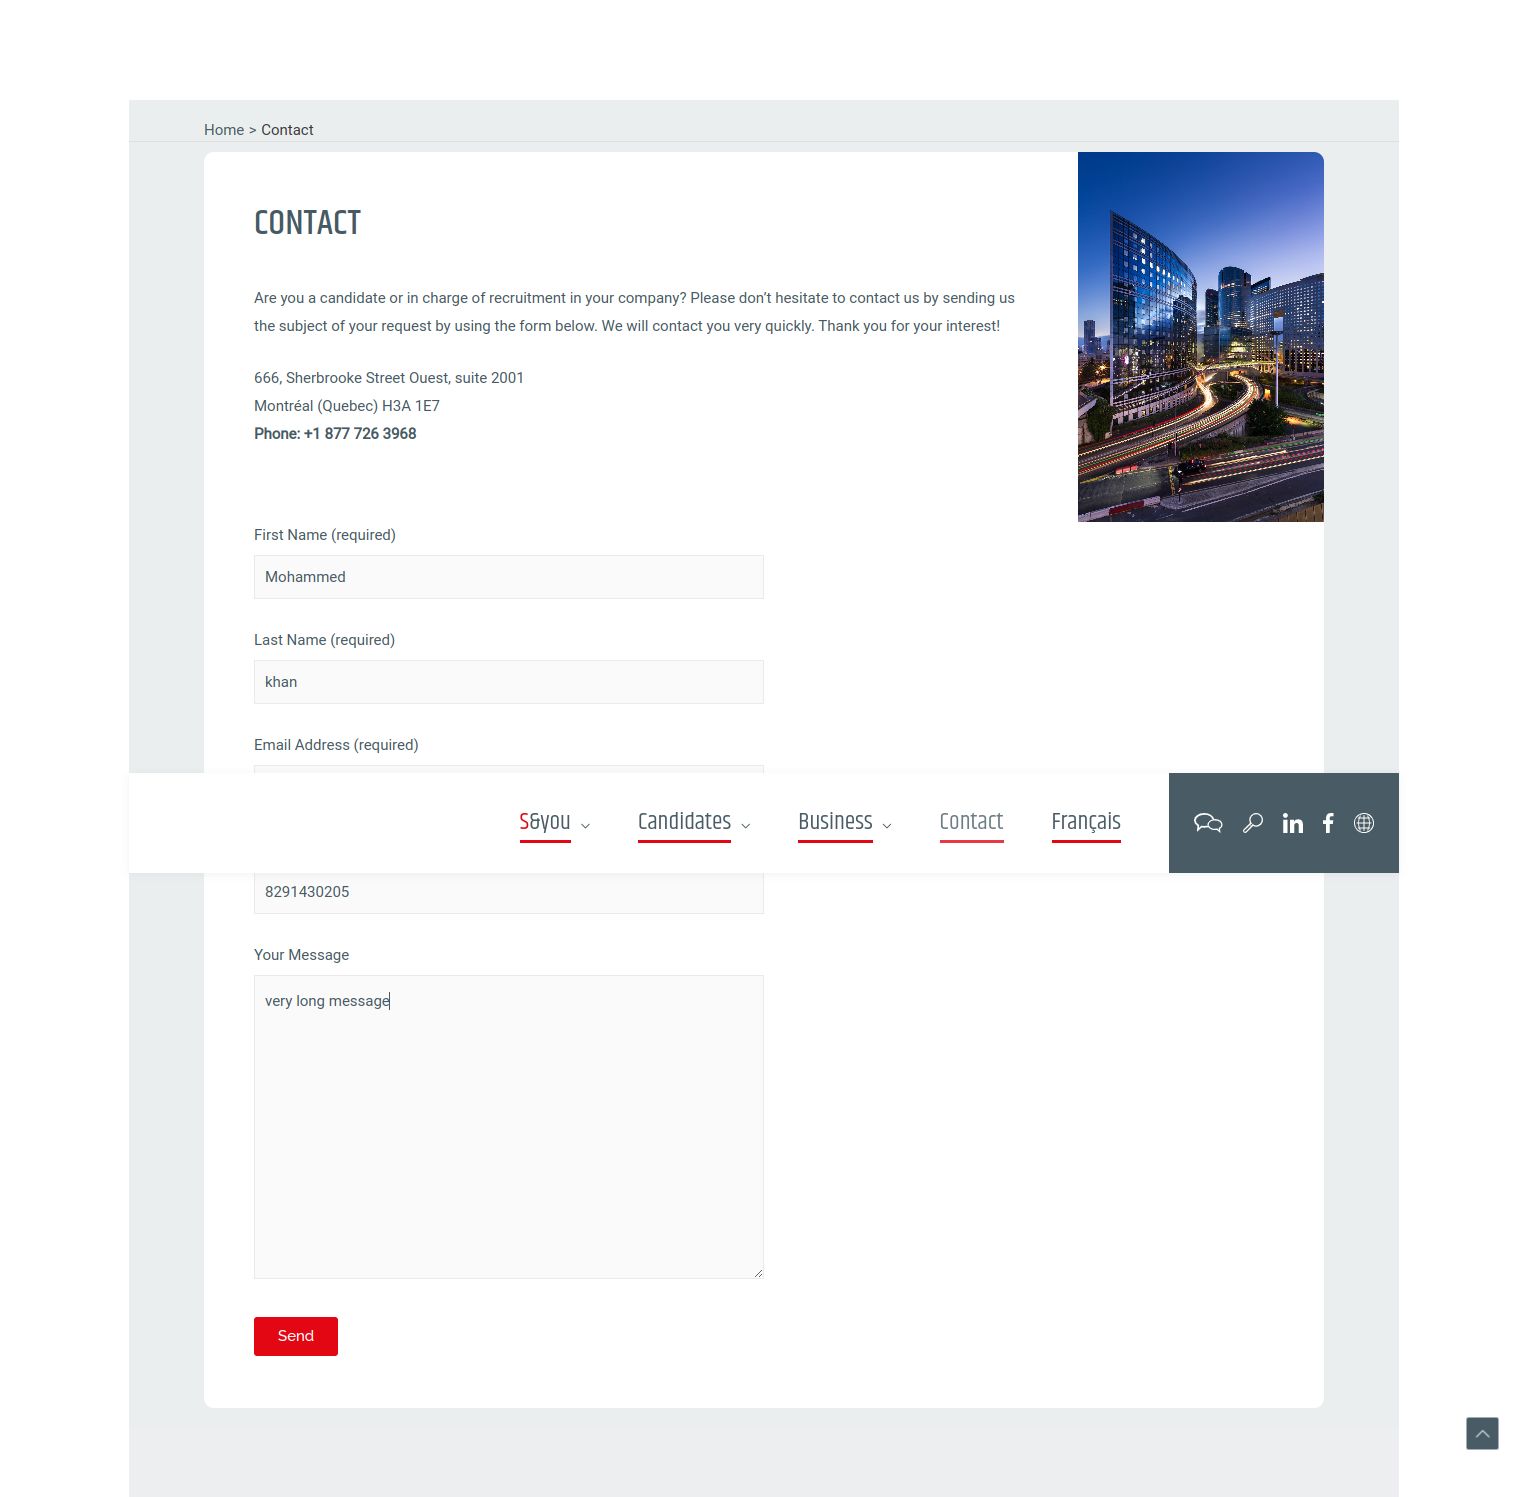 Home > Contact
CONTACT
Are you a candidate or in charge of recruitment in your company? Please don’t hesitate to contact us by sending us
the subject of your request by using the form below. We will contact you very quickly. Thank you for your interest!
666, Sherbrooke Street Ouest, suite 2001
Montréal (Quebec) H3A 1E7
Phone: +1 877 726 3968
First Name (required)
Mohammed
Last Name (required)
khan
Email Address (required)
S&you Candidates Business Contact Français
8291430205
Your Message
very long message
Send